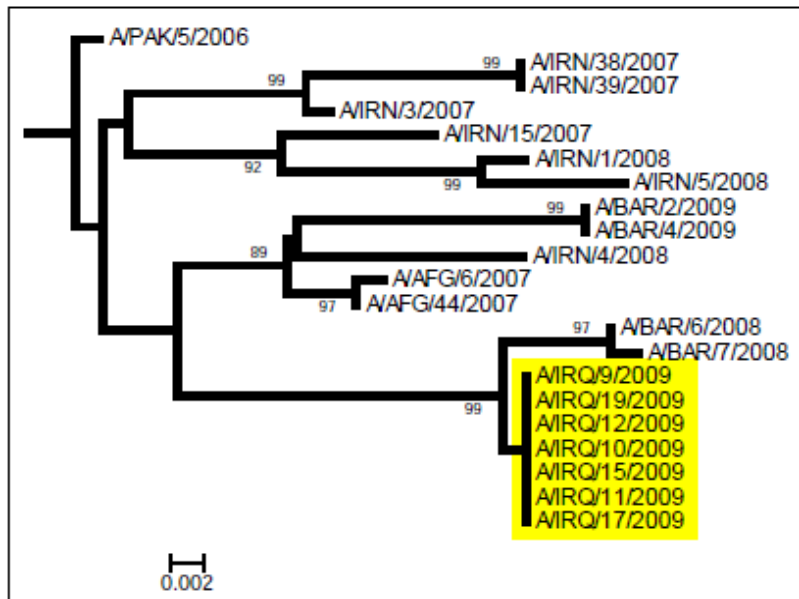 A/PAK/5/2006
99
A/IRN/38/2007
99
A/IRN/39/2007
A/IRN/3/2007
A/IRN/15/2007
92
A/IRN/1/2008
99
A/IRN/5/2008
99
A/BAR/2/2009
A/BAR/4/2009
89
A/IRN/4/2008
A/AFG/6/2007
97
A/AFG/44/2007
97
A/BAR/6/2008
A/BAR/7/2008
99
A/IRQ/9/2009
A/IRQ/19/2009
A/IRQ/12/2009
A/IRQ/10/2009
A/IRQ/15/2009
A/IRQ/11/2009
A/IRQ/17/2009
0.002